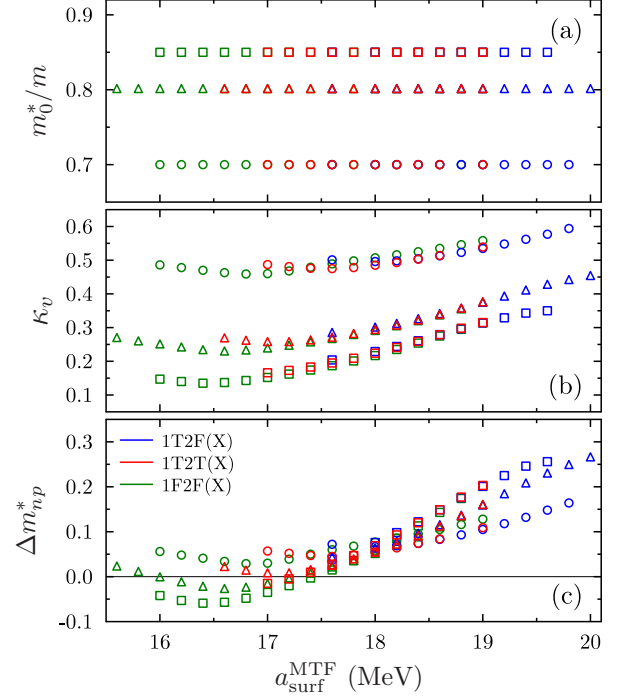 0.9
(a)
m*0/m
0.8
0.7
0.6
0.5
0.4
κv
0.3
0.2
0.1
(b)
0.3
1T2F(X)
1T2T(X)
0.2
1F2F(X)
Δm*np
0.1
0.0
-0.1
(c)
16 17 18 19 20
aMTFsurf (MeV)